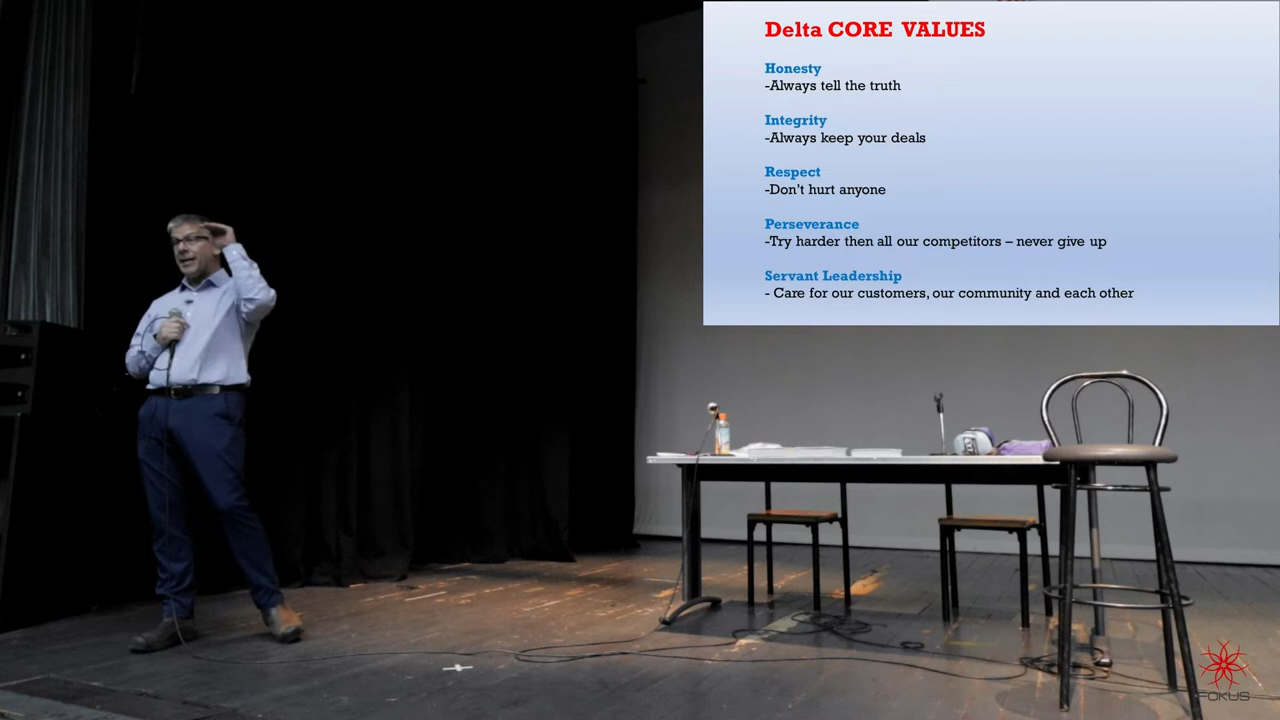 Delta CORE VALUES
Honesty
-Always tell the truth
Integrity
-Always keep your deals
Respect
-Don't hurt anyone
Perseverance
-Try harder then all our competitors – never give up
Servant Leadership
- Care for our customers, our community and each other
FOKUS